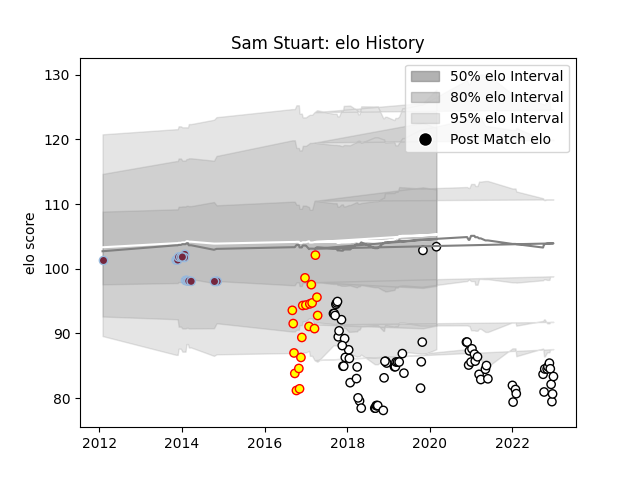 Sam Stuart: elo History
130
120
110
100
90
80
elo score
50% elo Interval
80% elo Interval
95% elo Interval
Post Match elo
2012
2014
2016
2018
2020
2022